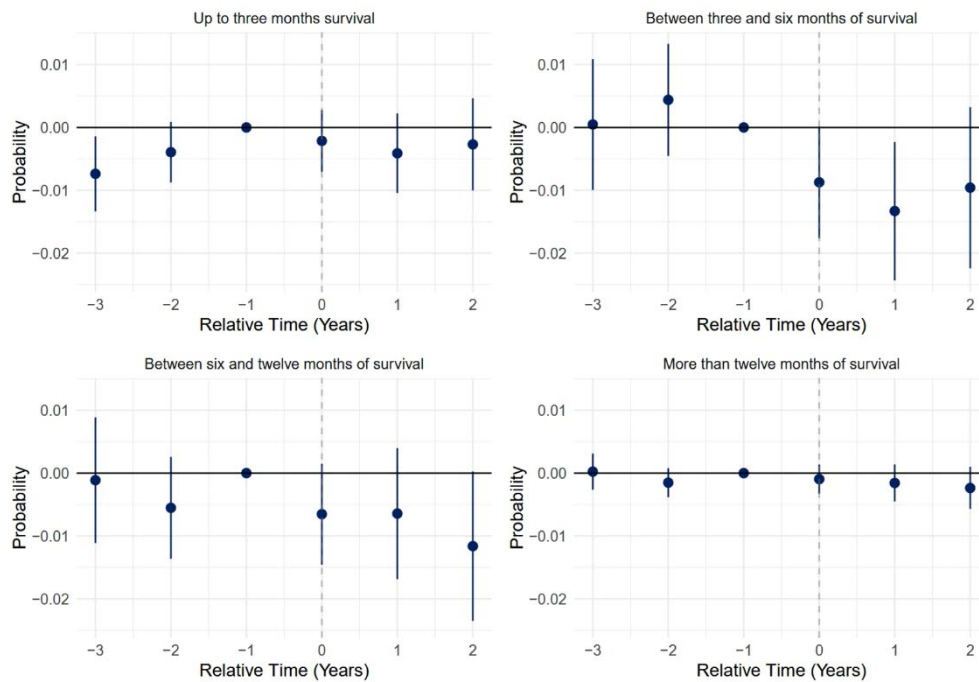 Up to three months survival
0.01
0.00
−0.01
−0.02
Probability
−3 −2 −1 0 1 2
Relative Time (Years)
Between three and six months of survival
0.01
0.00
−0.01
−0.02
Probability
−3 −2 −1 0 1 2
Relative Time (Years)
Between six and twelve months of survival
0.01
0.00
−0.01
−0.02
Probability
−3 −2 −1 0 1 2
Relative Time (Years)
More than twelve months of survival
0.01
0.00
−0.01
−0.02
Probability
−3 −2 −1 0 1 2
Relative Time (Years)